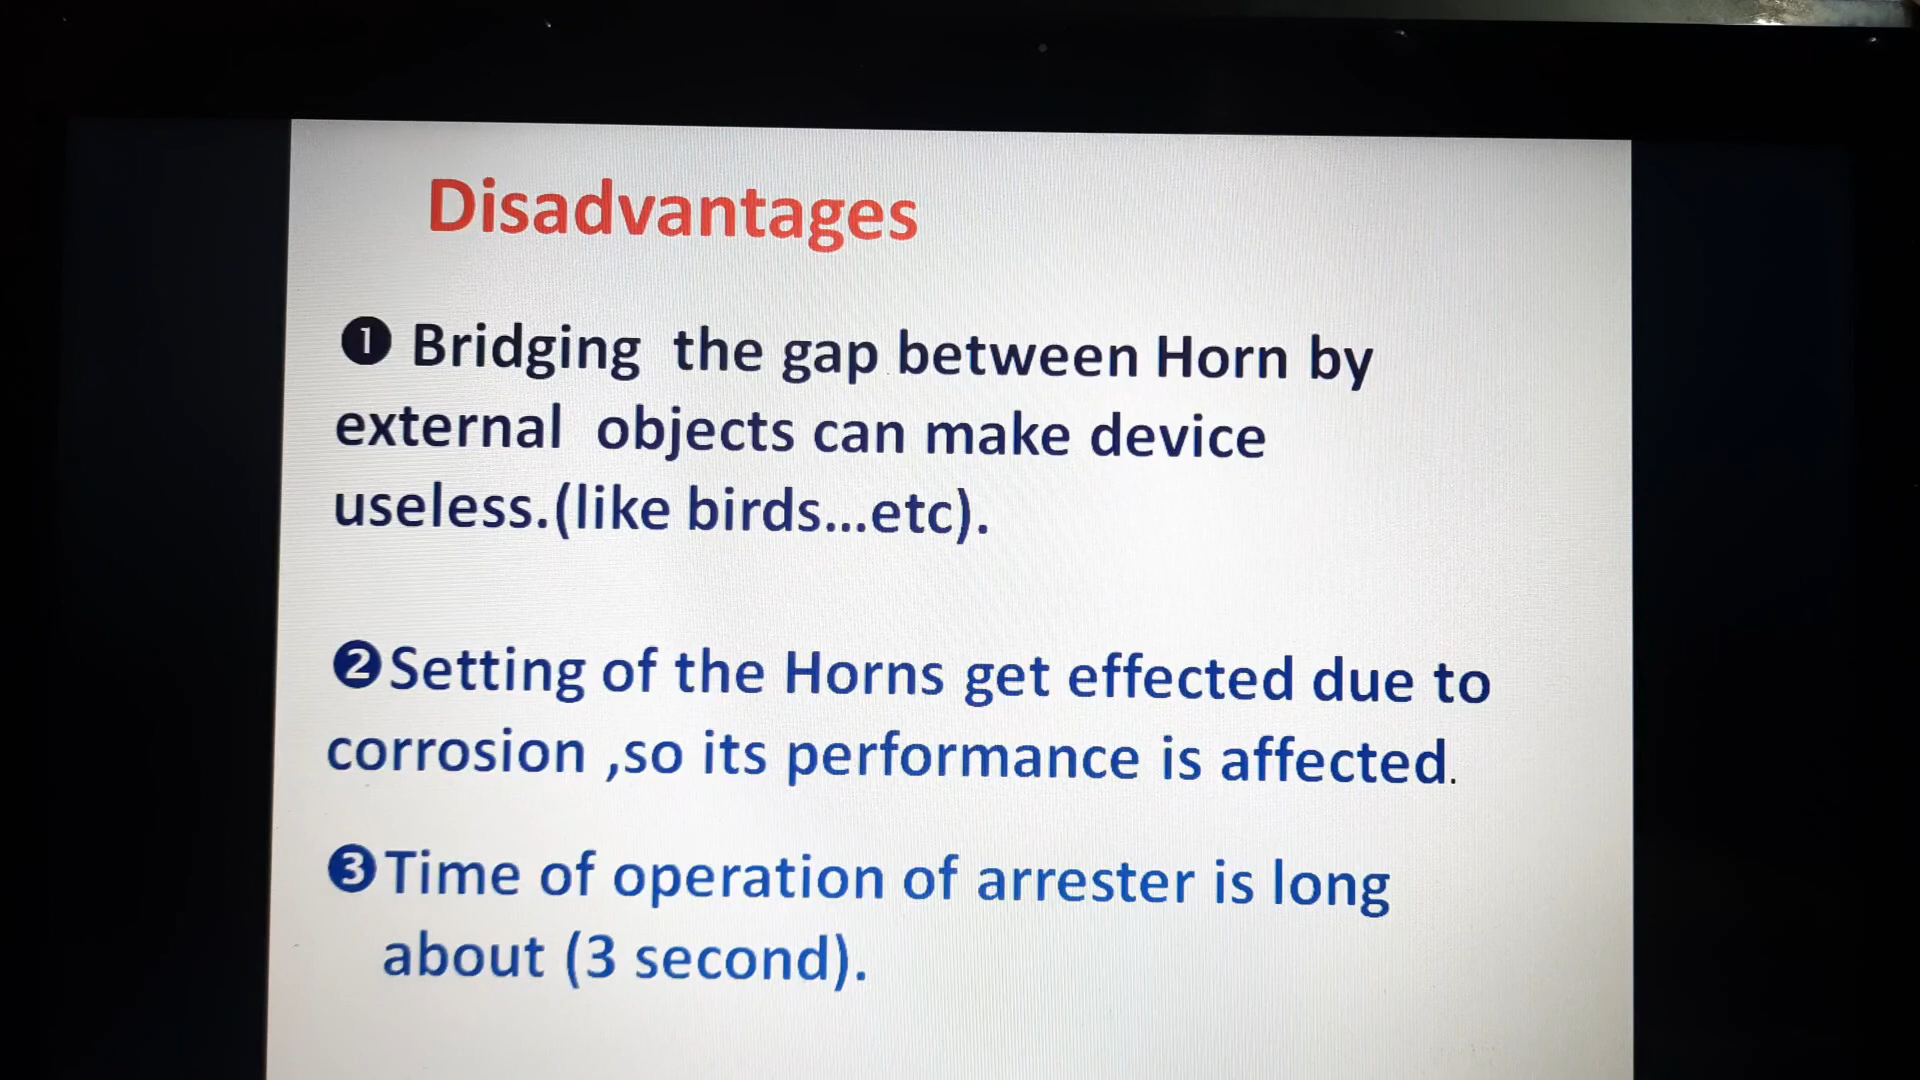 Disadvantages
❶ Bridging the gap between Horn by
external objects can make device
useless.(like birds...etc).
❷Setting of the Horns get effected due to
corrosion ,so its performance is affected.
❸Time of operation of arrester is long
about (3 second).